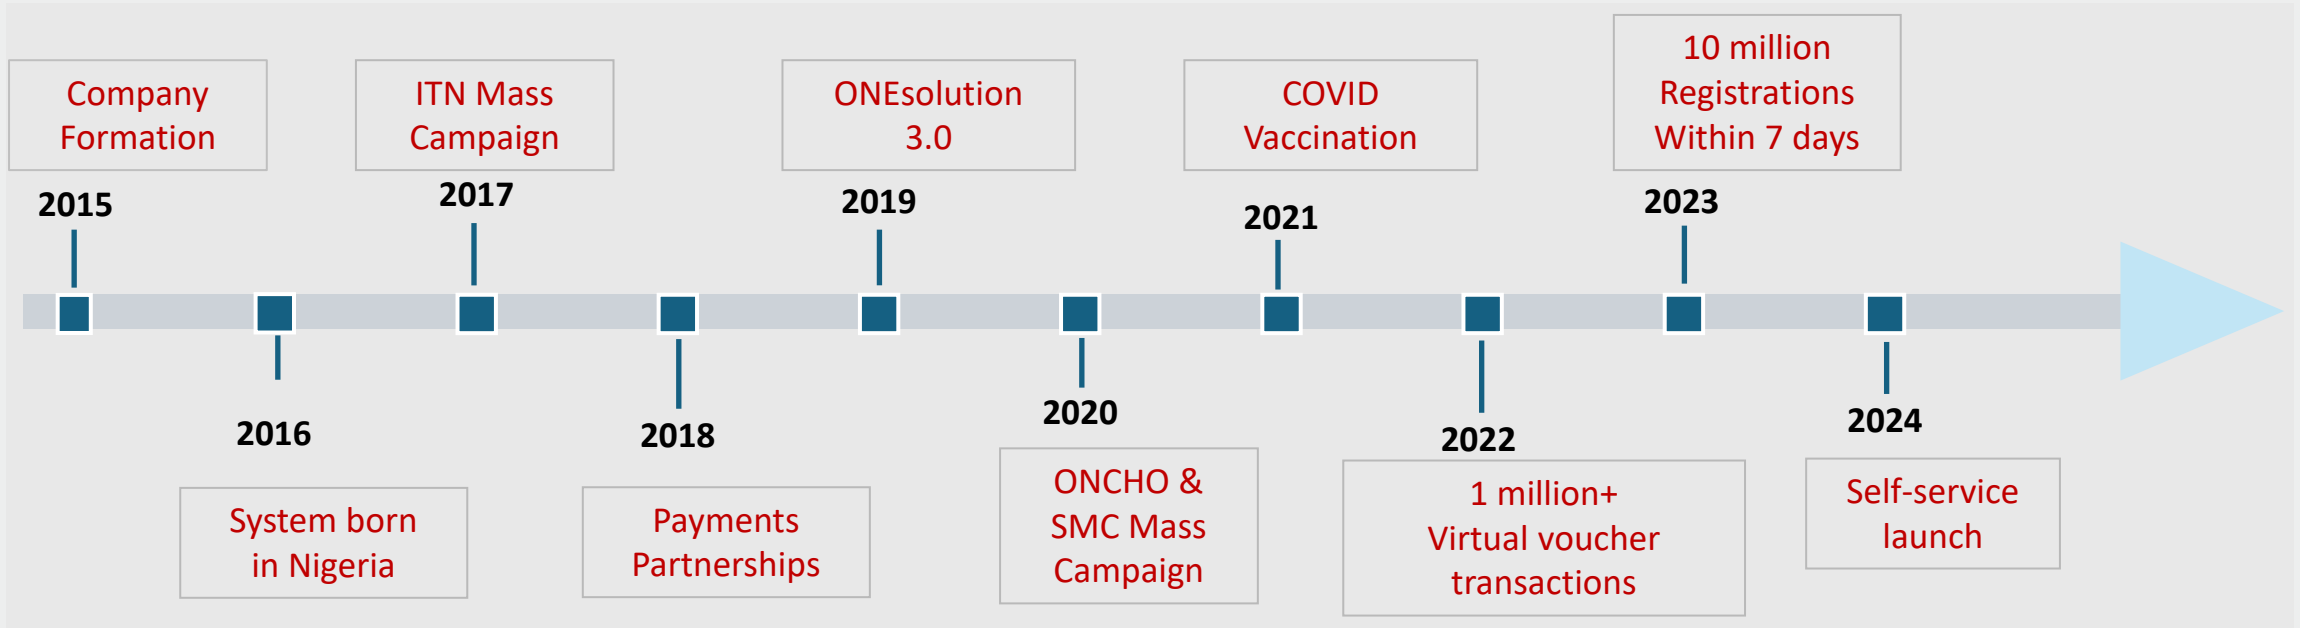 Company
Formation
2015
ITN Mass
Campaign
2017
ONEsolution
3.0
2019
COVID
Vaccination
2021
10 million
Registrations
Within 7 days
2023
2016
System born
in Nigeria
2018
Payments
Partnerships
2020
ONCHO &
SMC Mass
Campaign
2022
1 million+
Virtual voucher
transactions
2024
Self-service
launch